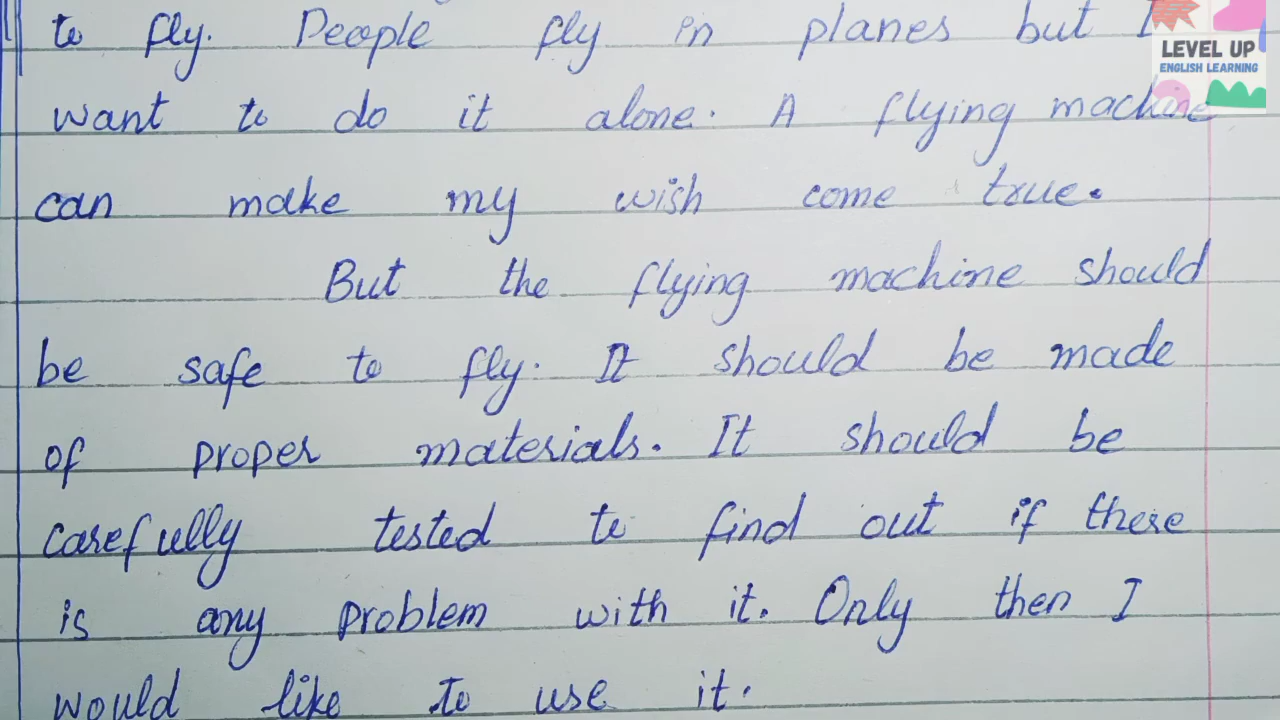 to fly. People fly in planes but I
LEVEL UP
ENGLISH LEARNING
want to do it alone. A flying machine
can make my wish come true.
But the flying machine should
be safe to fly. It should be made
of proper materials. It should be
carefully tested to find out if there
is any problem with it. Only then I
would like to use it.